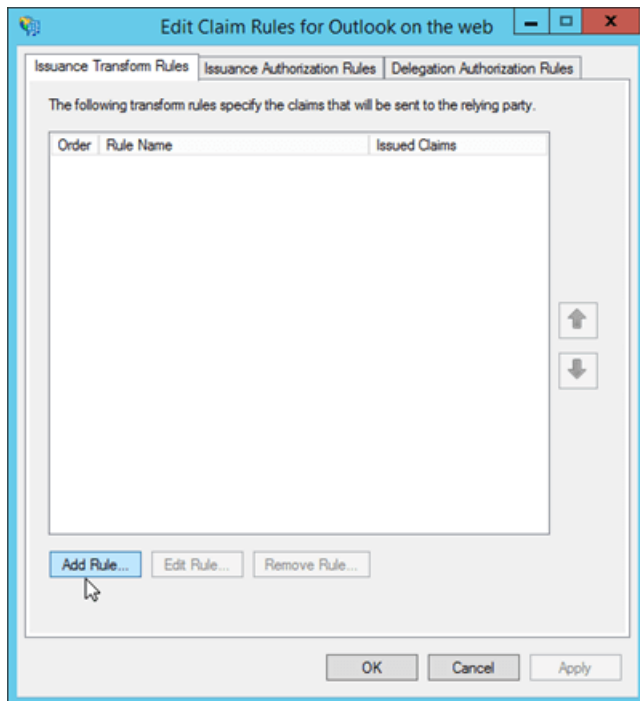 Edit Claim Rules for Outlook on the web
Issuance Transform Rules Issuance Authorization Rules Delegation Authorization Rules
The following transform rules specify the claims that will be sent to the relying party.
Order Rule Name Issued Claims
Add Rule... Edit Rule... Remove Rule...
OK Cancel Apply